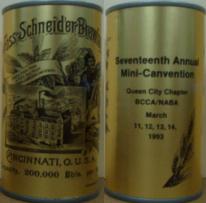 Schneider Brew
CINCINNATI, O. U.S.A.
200,000 Bbls.
Seventeenth Annual
Mini-Canvention
Queen City Chapter
BCCA/NABA
March
11, 12, 13, 14,
1993